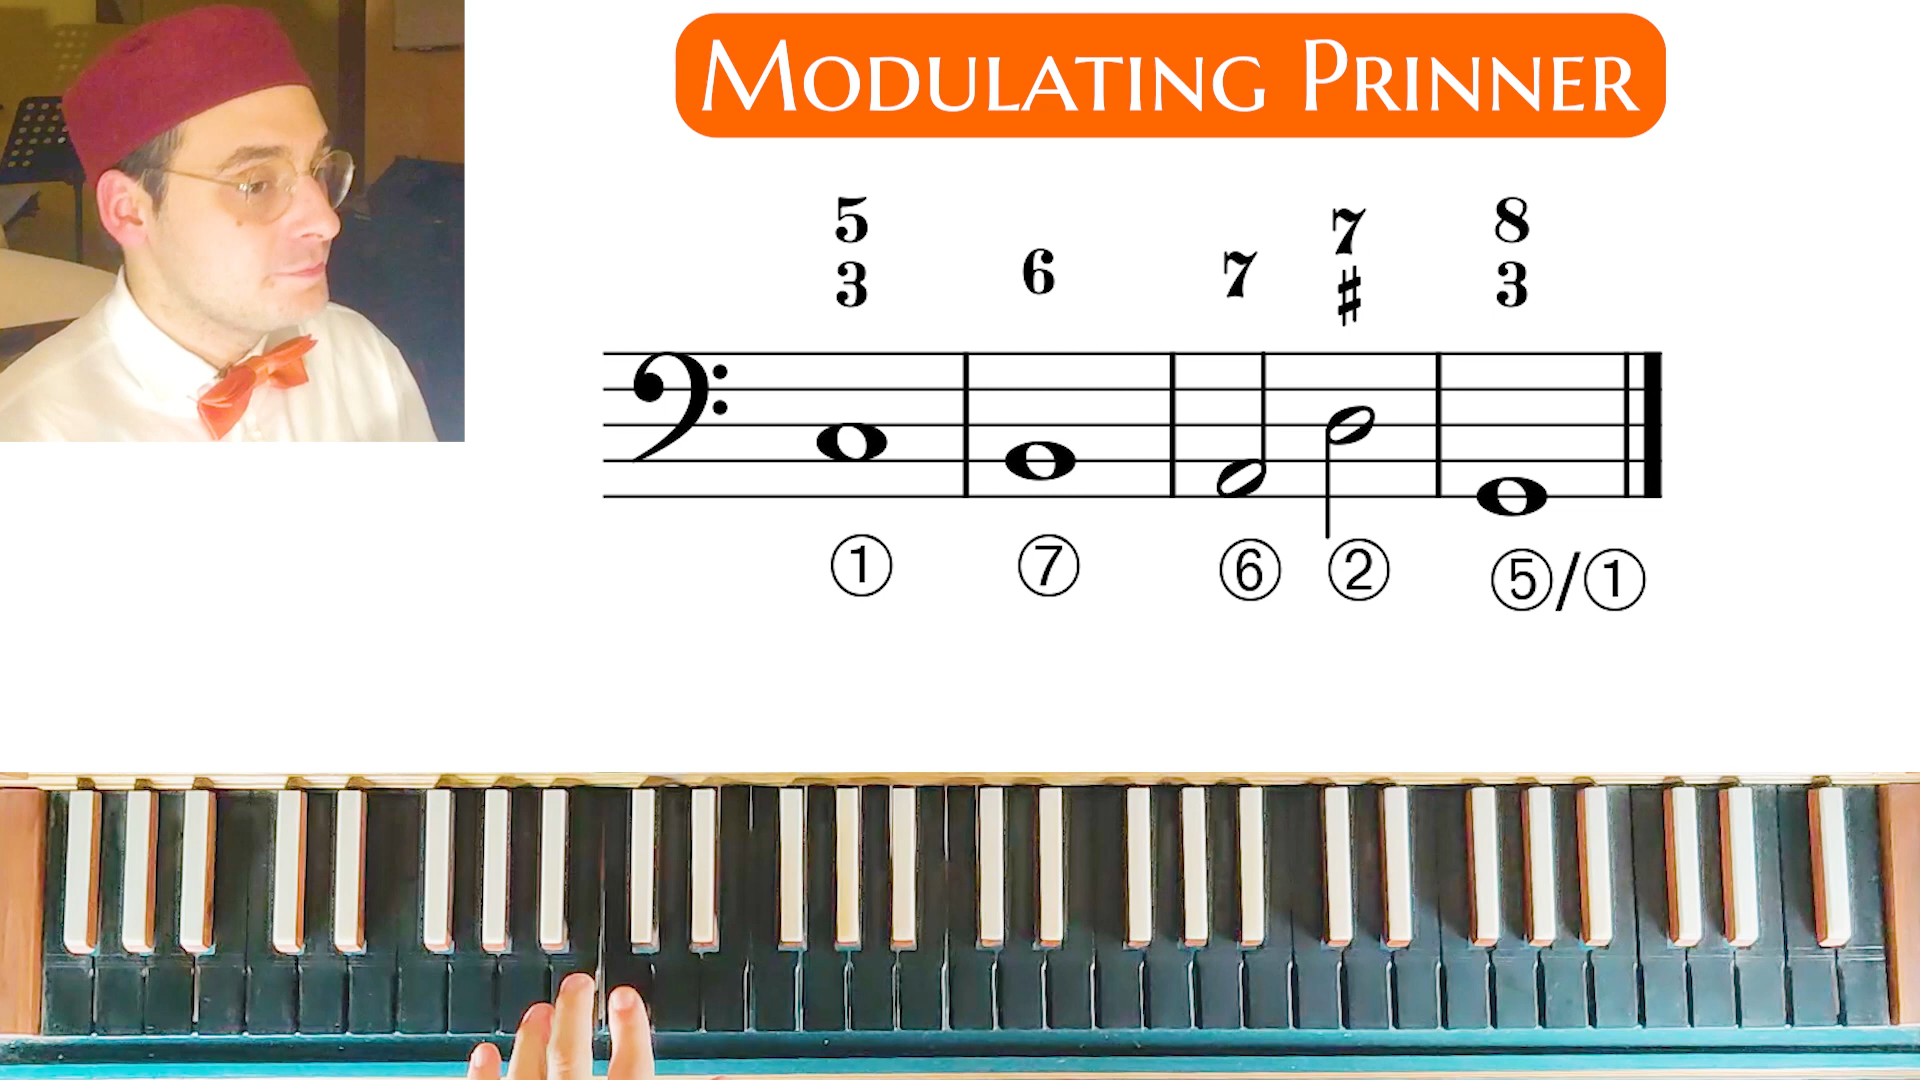 MODULATING PRINNER
5 7 8
3 6 7 ♯ 3
① ⑦ ⑥ ② ⑤/①